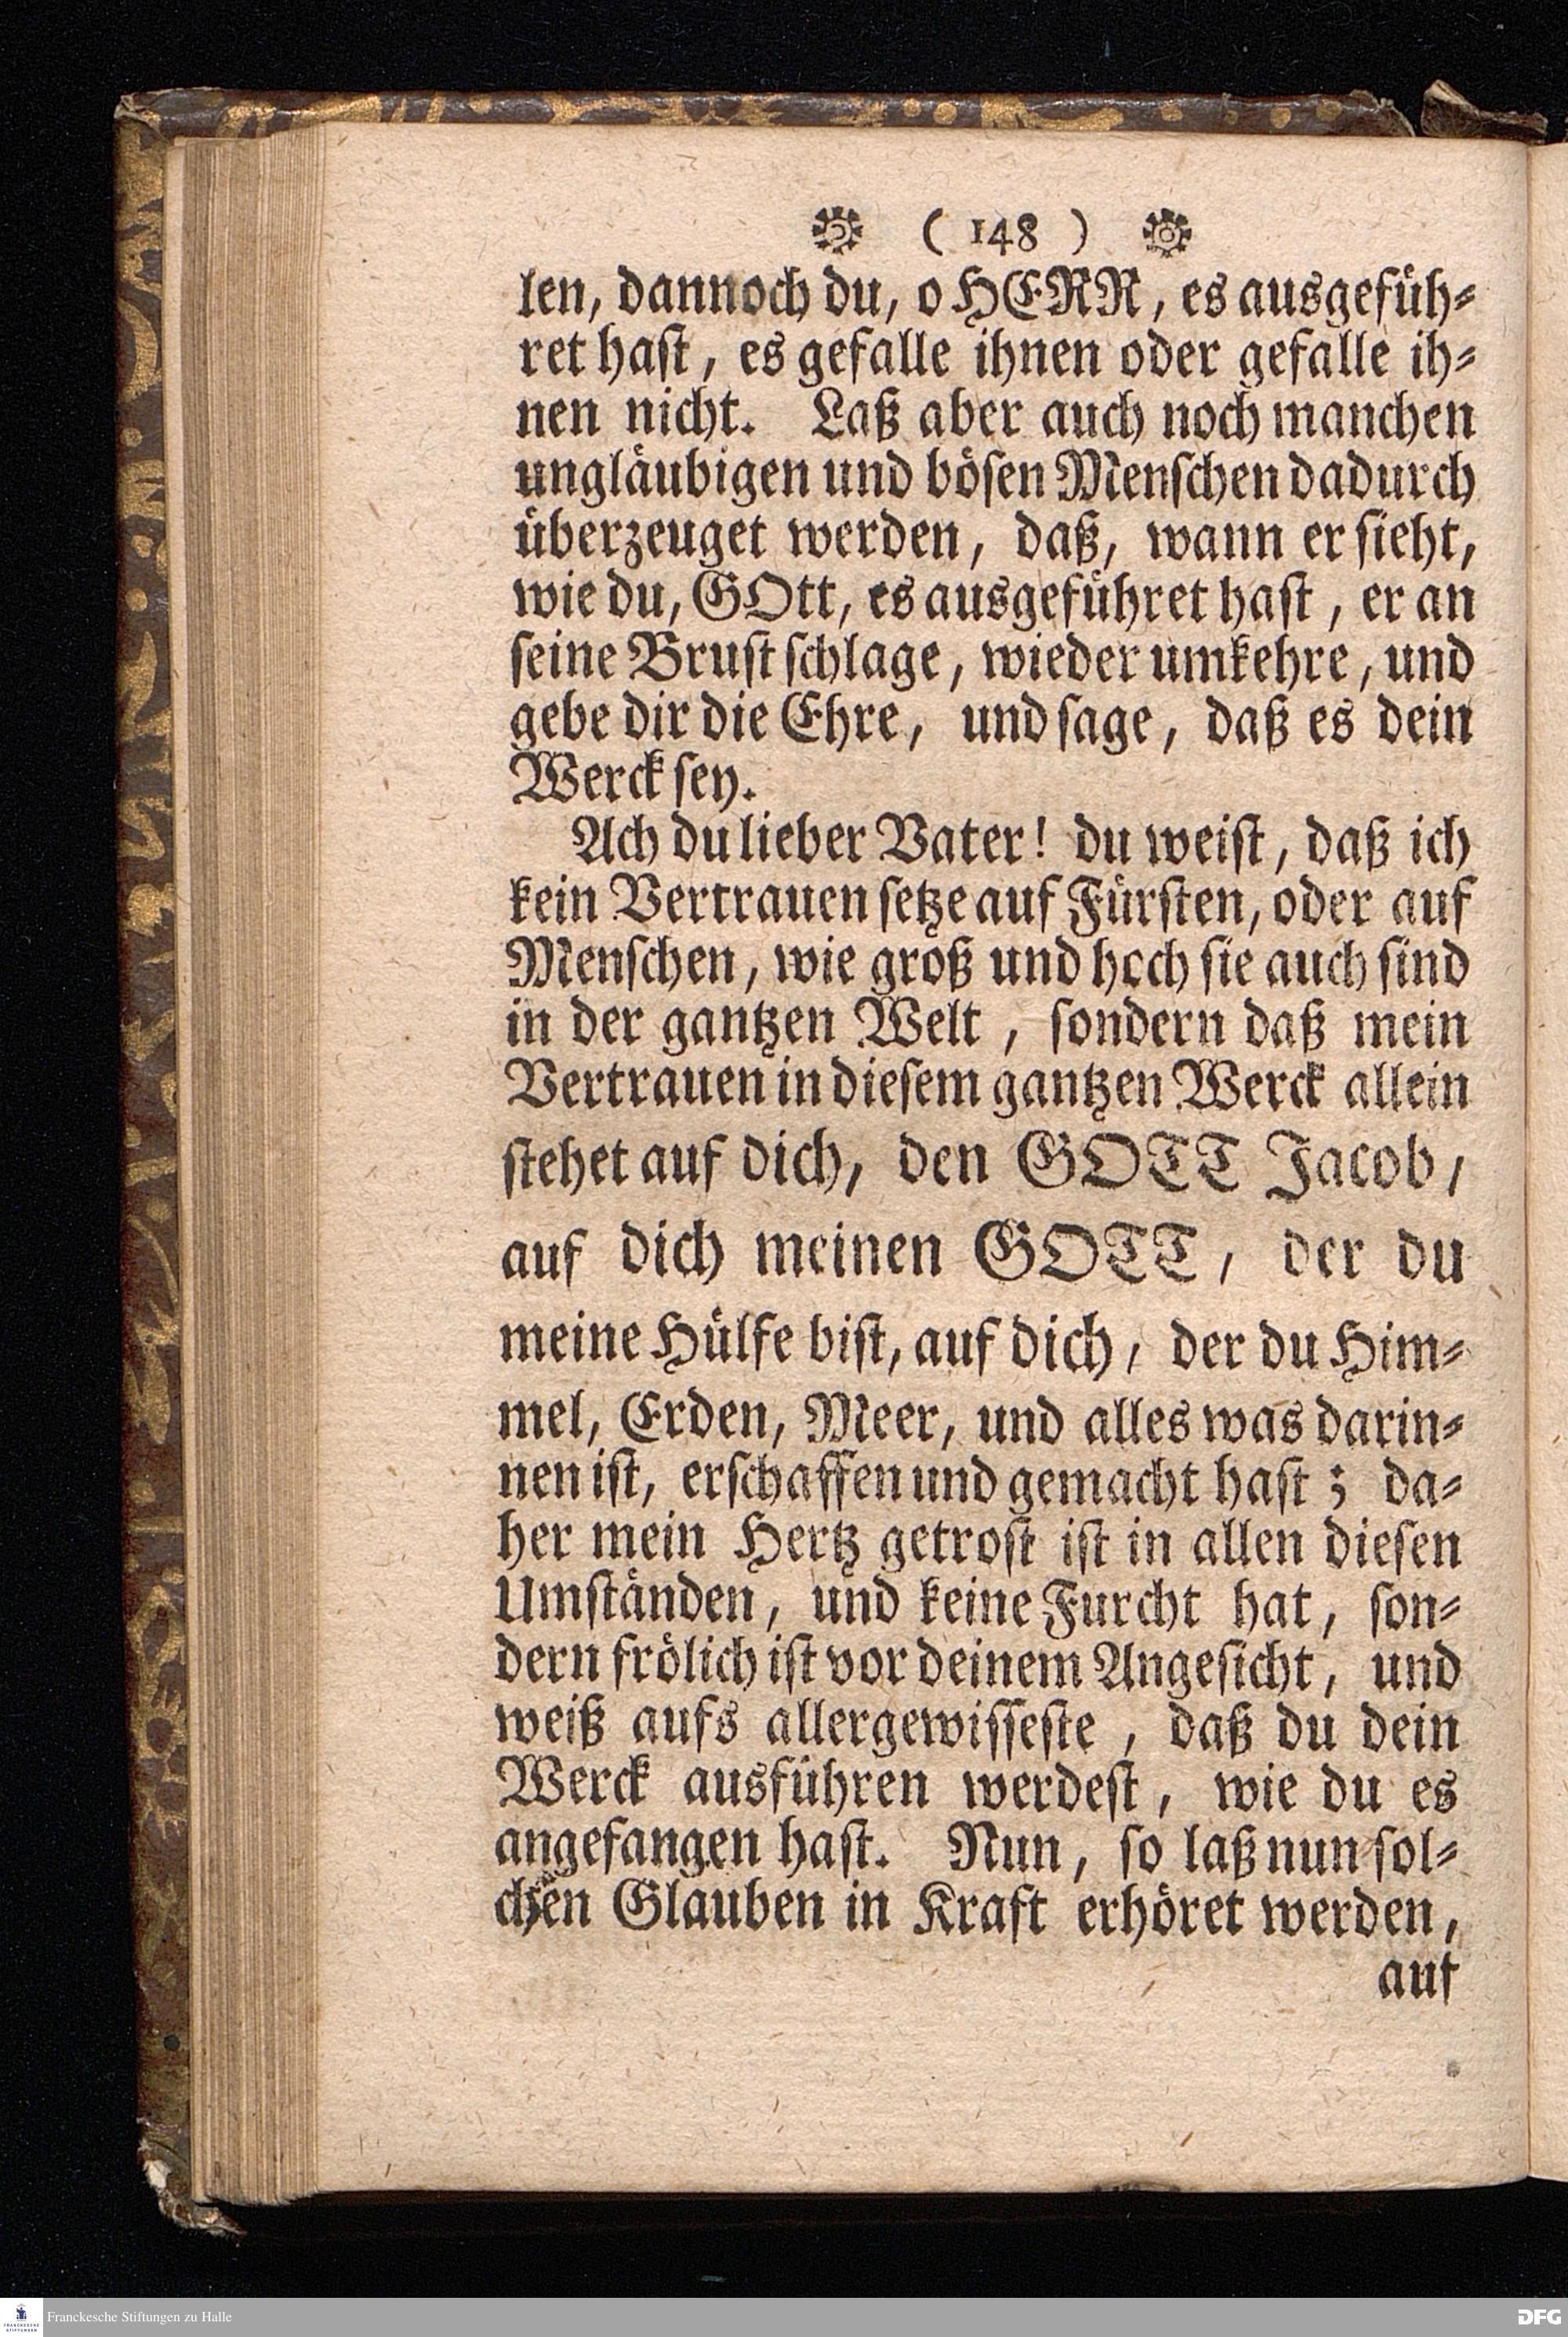 ( 148 )
len, dannoch du, o HERR, es ausgefüh⸗
ret haſt, es gefalle ihnen oder gefalle ih⸗
nen nicht. Laß aber auch noch manchen
ungläubigen und böſen Menſchen dadurch
überzeuget werden, daß, wann er ſieht,
wie du, GOtt, es ausgeführet haſt, er an
ſeine Bruſt ſchlage, wieder umkehre, und
gebe dir die Ehre, und ſage, daß es dein
Werck ſey.
Ach du lieber Vater! du weiſt, daß ich
kein Vertrauen ſetze auf Fürſten, oder auf
Menſchen, wie groß und hoch ſie auch ſind
in der gantzen Welt, ſondern daß mein
Vertrauen in dieſem gantzen Werck allein
ſtehet auf dich, den GOTT Jacob,
auf dich meinen GOTT, der du
meine Hülfe biſt, auf dich, der du Him⸗
mel, Erden, Meer, und alles was darin⸗
nen iſt, erſchaffen und gemacht haſt; da⸗
her mein Hertz getroſt iſt in allen dieſen
Umſtänden, und keine Furcht hat, ſon⸗
dern frölich iſt vor deinem Angeſicht, und
weiß aufs allergewiſſeſte, daß du dein
Werck ausführen werdeſt, wie du es
angefangen haſt. Nun, ſo laß nun ſol⸗
chen Glauben in Kraft erhöret werden,
auf
FRANCKESCHE
STIFTUNGEN
Franckesche Stiftungen zu Halle
DFG